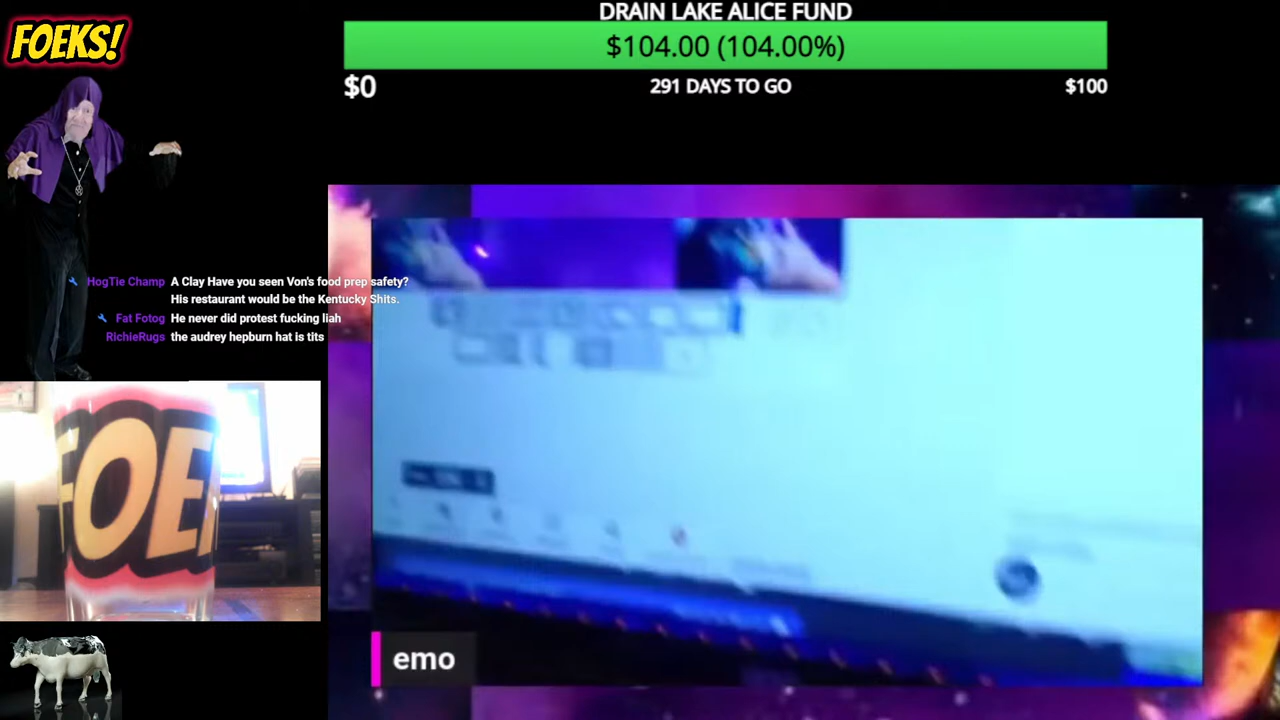 FOEKS!
DRAIN LAKE ALICE FUND
$104.00 (104.00%)
$0
291 DAYS TO GO
$100
HogTie Champ A Clay Have you seen Von's food prep safety?
His restaurant would be the Kentucky Shits.
Fat Fotog He never did protest fucking liah
RichieRugs the audrey hepburn hat is tits
FOE
emo